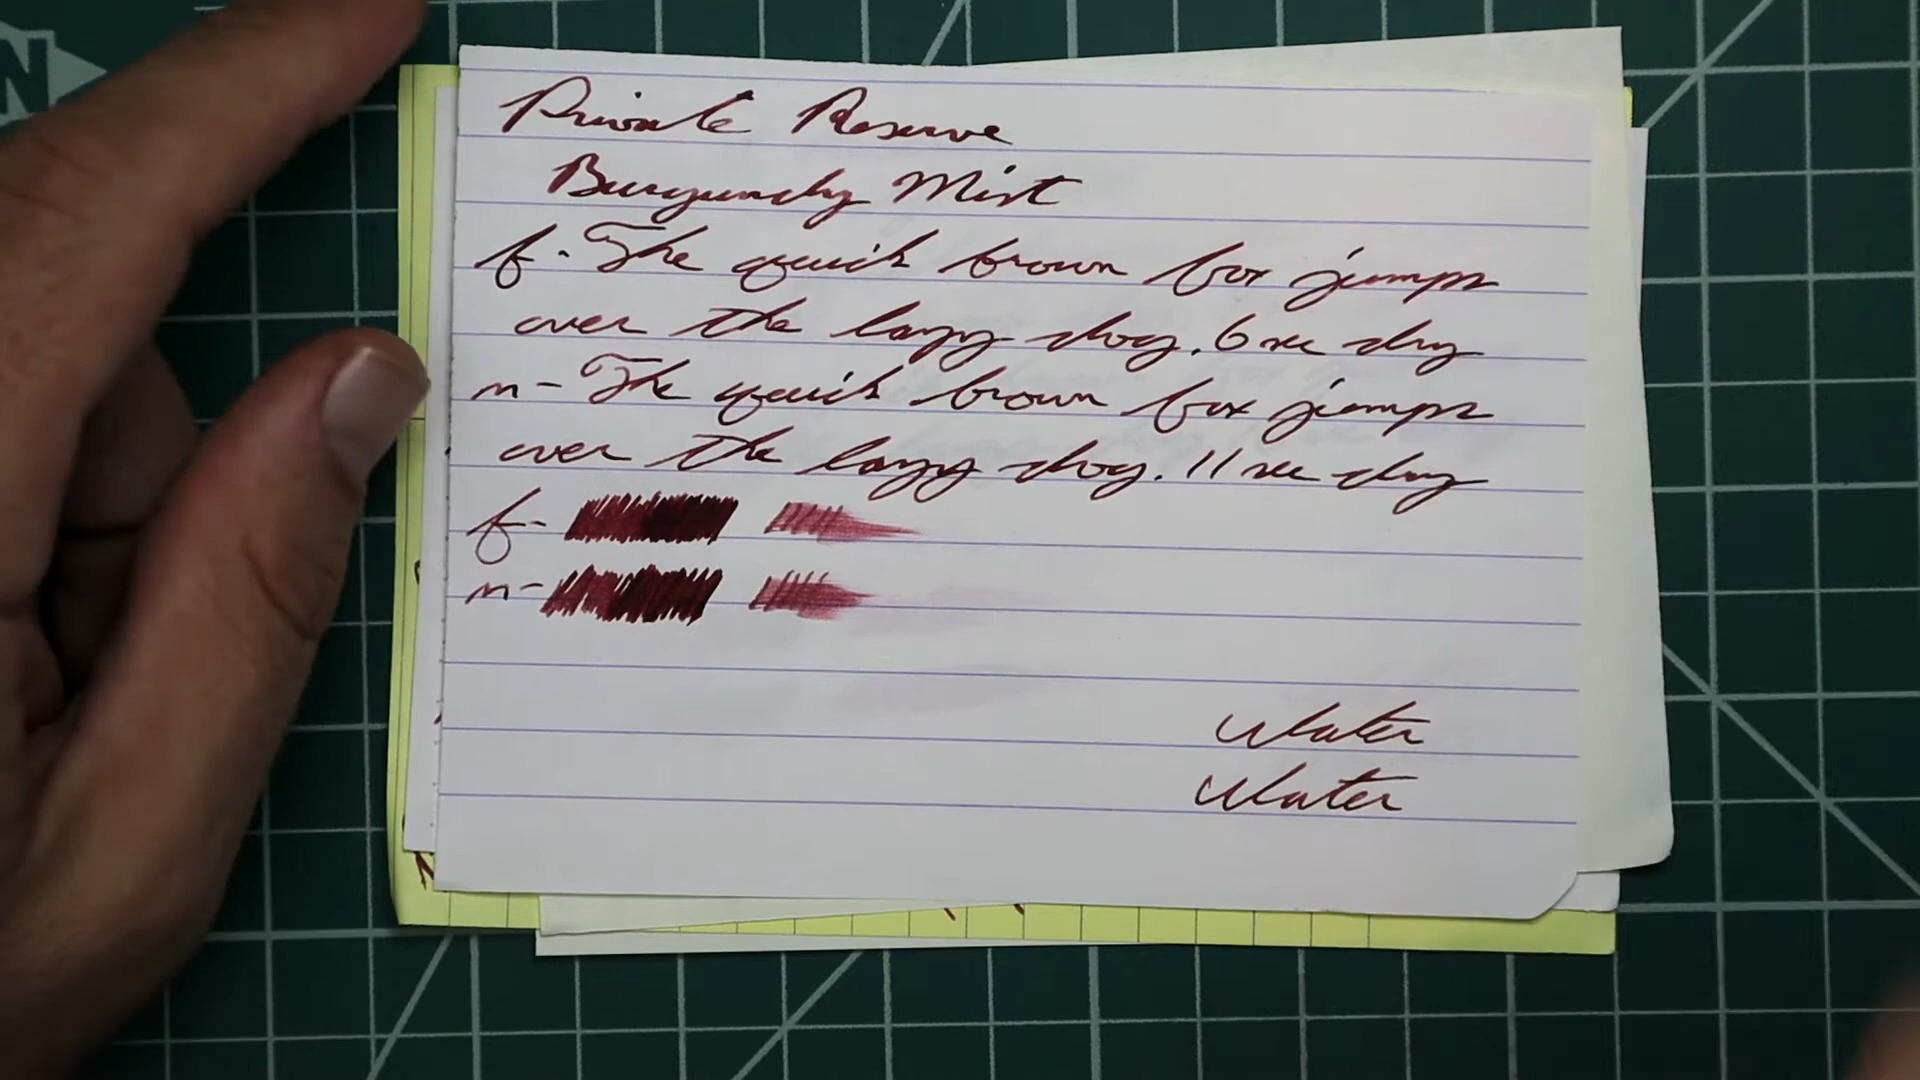 N
Private Reserve
Burgundy Mist
f. The quick brown fox jumps
over the lazy dog. 6 sec dry
m - The quick brown fox jumps
over the lazy dog. 11 sec dry
f-
m-
Water
Water